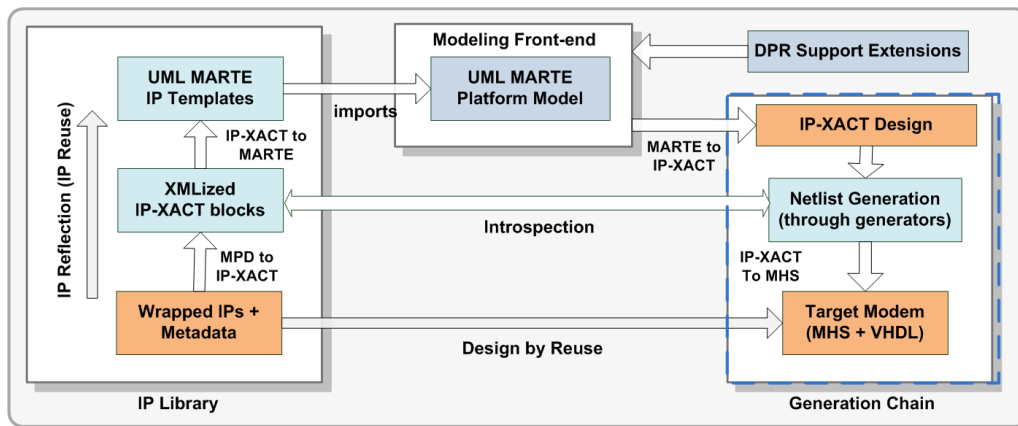 Modeling Front-end
DPR Support Extensions
UML MARTE
IP Templates
UML MARTE
Platform Model
imports
IP-XACT Design
IP-XACT to
MARTE
MARTE to
IP-XACT
IP Reflection (IP Reuse)
XMLized
IP-XACT blocks
Netlist Generation
(through generators)
Introspection
MPD to
IP-XACT
IP-XACT
To MHS
Wrapped IPs +
Metadata
Target Modem
(MHS + VHDL)
Design by Reuse
IP Library
Generation Chain